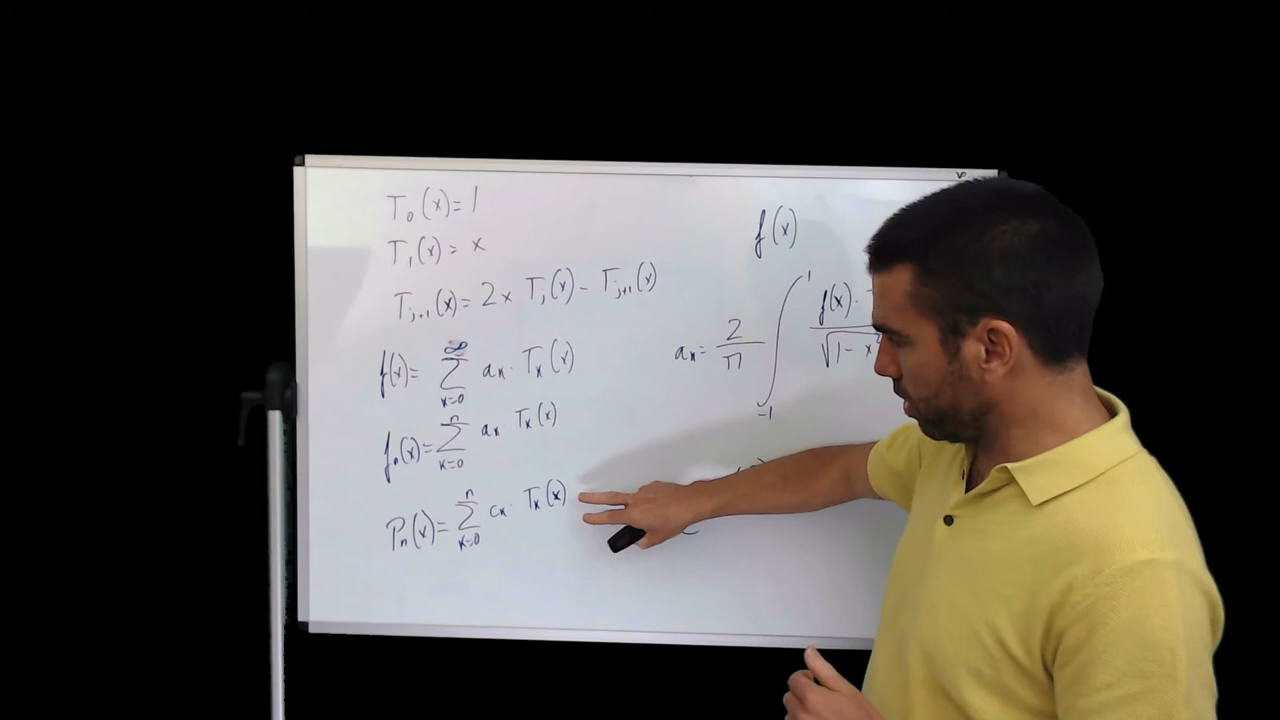 T₀(x) = 1
T₁(x) = x
Tⱼ₊₁(x) = 2x Tⱼ(x) - Tⱼ₊₁(x)
f(x) = ∑_{k=0}^{∞} aₖ · Tₖ(x)
fₙ(x) = ∑_{k=0}^{n} aₖ · Tₖ(x)
Pₙ(x) = ∑_{k=0}^{n} cₖ · Tₖ(x)
f(x)
aₖ = 2/π ∫_{-1}^{1} f(x) · / √1 - x²